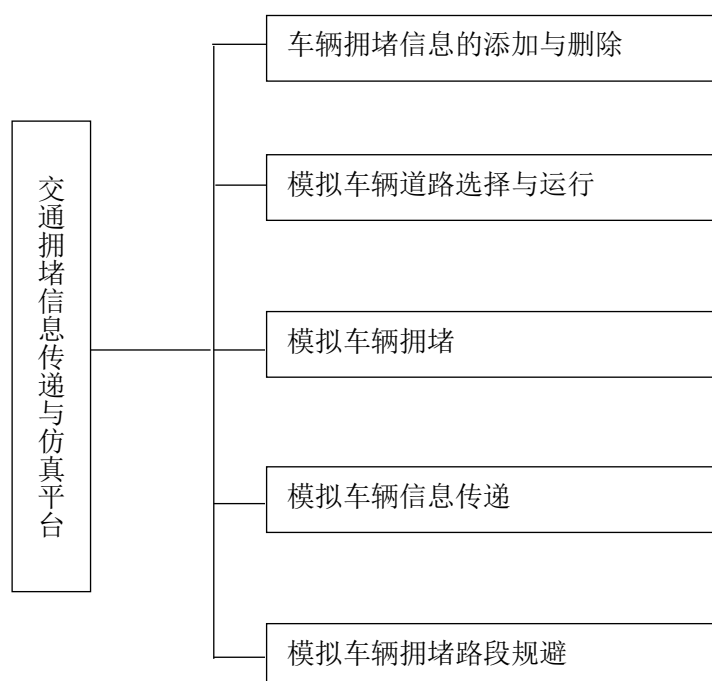 车辆拥堵信息的添加与删除
模拟车辆道路选择与运行
交通拥堵信息传递与仿真平台
模拟车辆拥堵
模拟车辆信息传递
模拟车辆拥堵路段规避